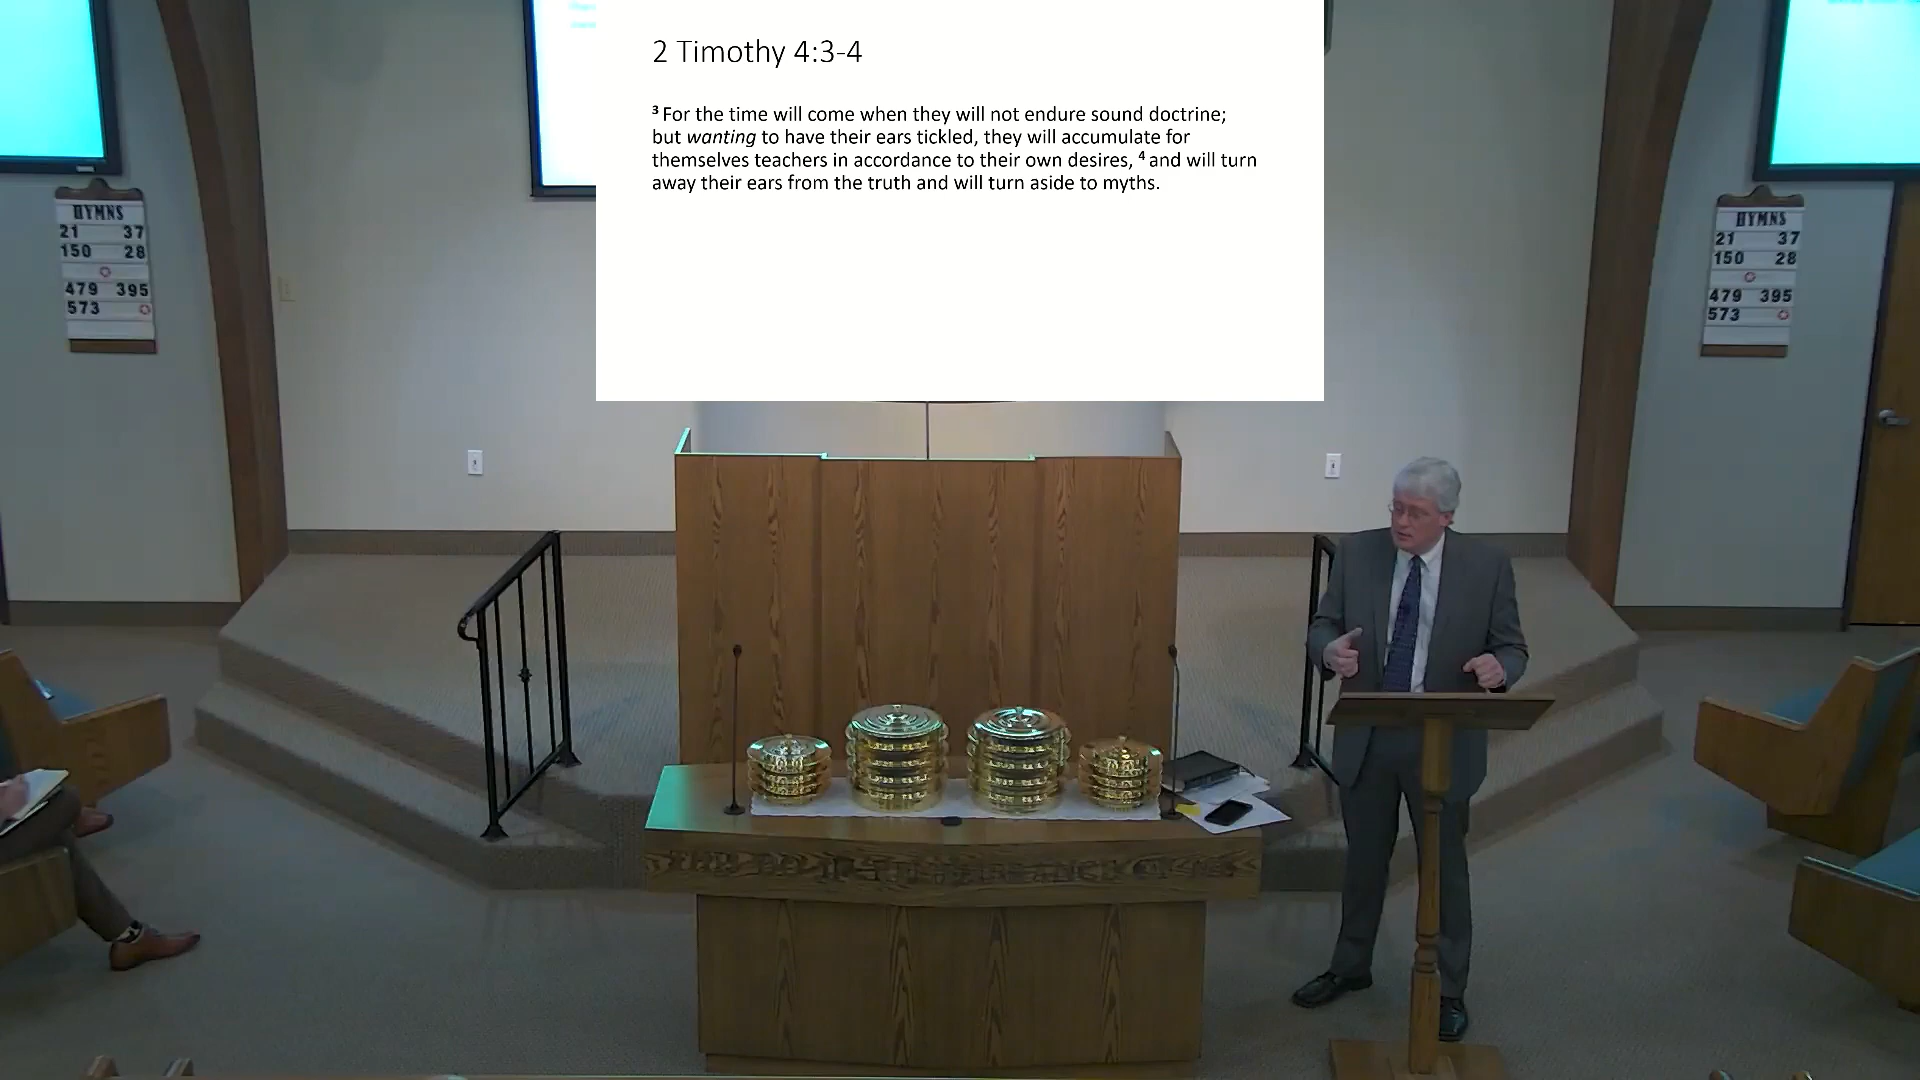 2 Timothy 4:3-4
3 For the time will come when they will not endure sound doctrine;
but wanting to have their ears tickled, they will accumulate for
themselves teachers in accordance to their own desires, 4 and will turn
away their ears from the truth and will turn aside to myths.
HYMNS
21 37
150 28
479 395
573
HYMNS
21 37
150 28
479 395
573